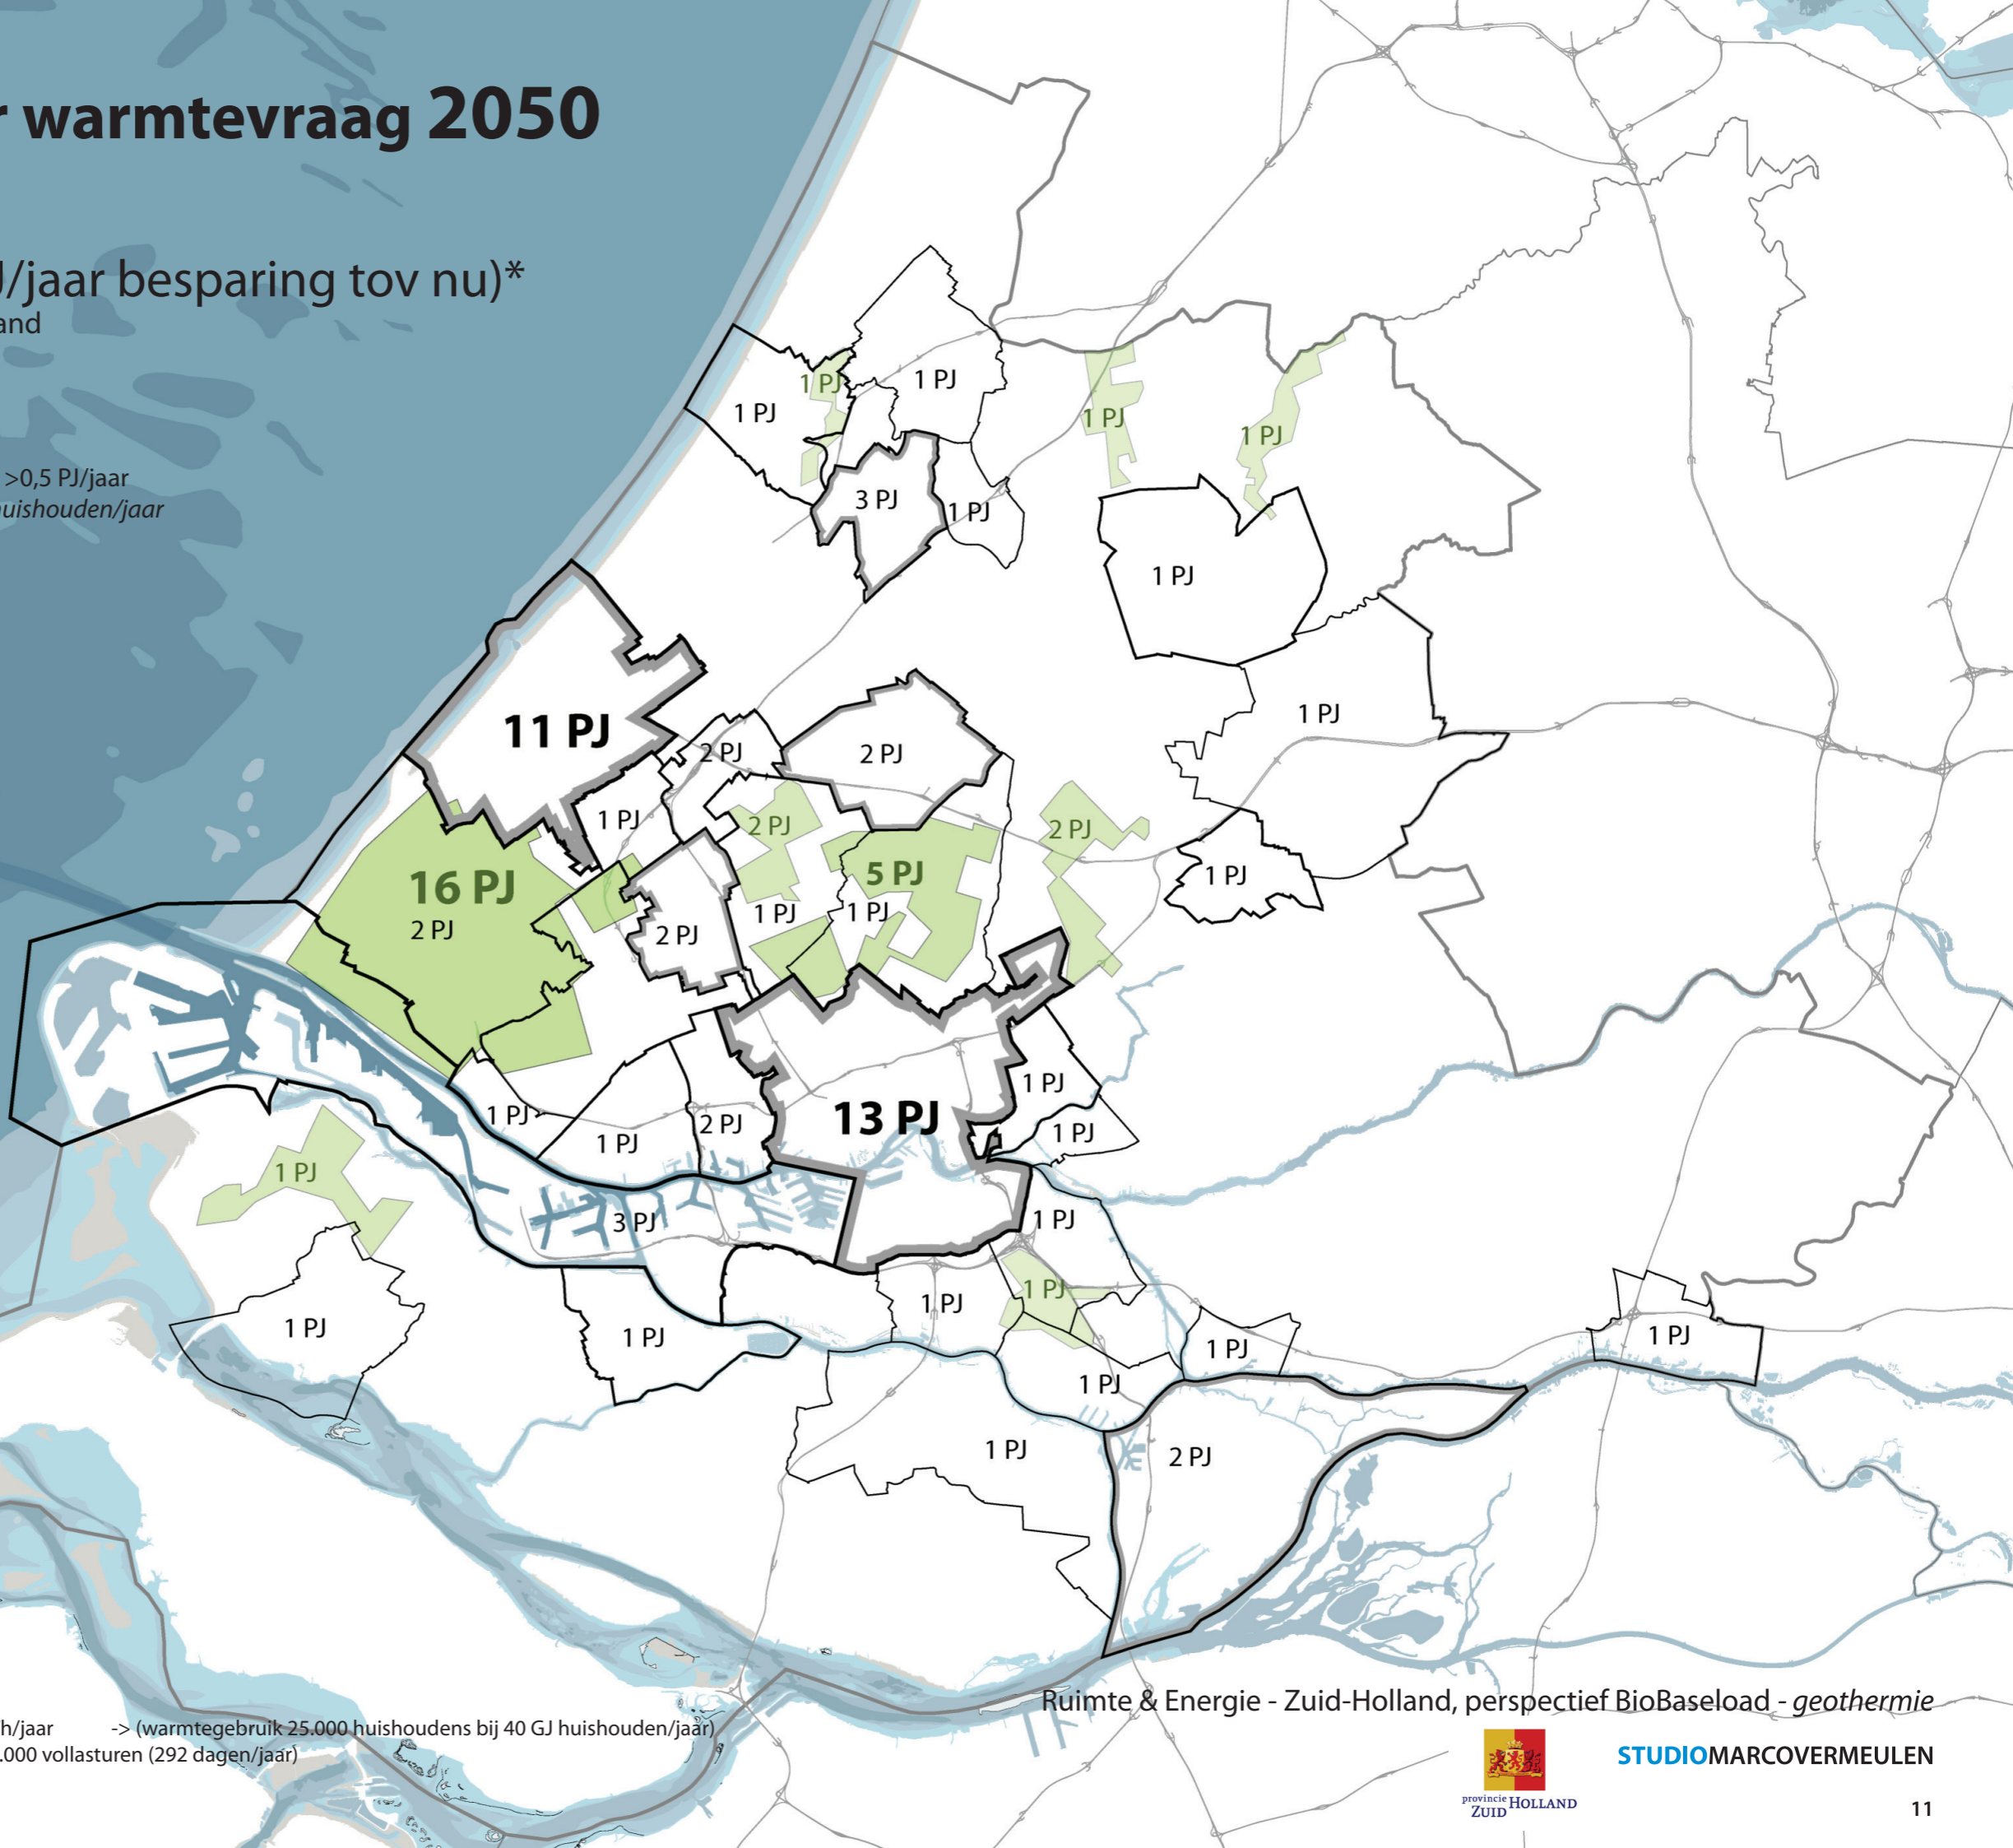 r warmtevraag 2050
J/jaar besparing tov nu)*
and
>0,5 PJ/jaar
huishouden/jaar
1 PJ
1 PJ
1 PJ
1 PJ
1 PJ
3 PJ
1 PJ
1 PJ
11 PJ
2 PJ
2 PJ
1 PJ
1 PJ
2 PJ
2 PJ
5 PJ
1 PJ
16 PJ
2 PJ
2 PJ
1 PJ
1 PJ
1 PJ
1 PJ
1 PJ
2 PJ
13 PJ
1 PJ
1 PJ
3 PJ
1 PJ
1 PJ
1 PJ
1 PJ
1 PJ
1 PJ
1 PJ
1 PJ
1 PJ
1 PJ
2 PJ
Ruimte & Energie - Zuid-Holland, perspectief BioBaseload - geothermie
h/jaar -> (warmtegebruik 25.000 huishoudens bij 40 GJ huishouden/jaar)
.000 vollasturen (292 dagen/jaar)
provincie
ZUID HOLLAND
STUDIOMARCOVERMEULEN
11